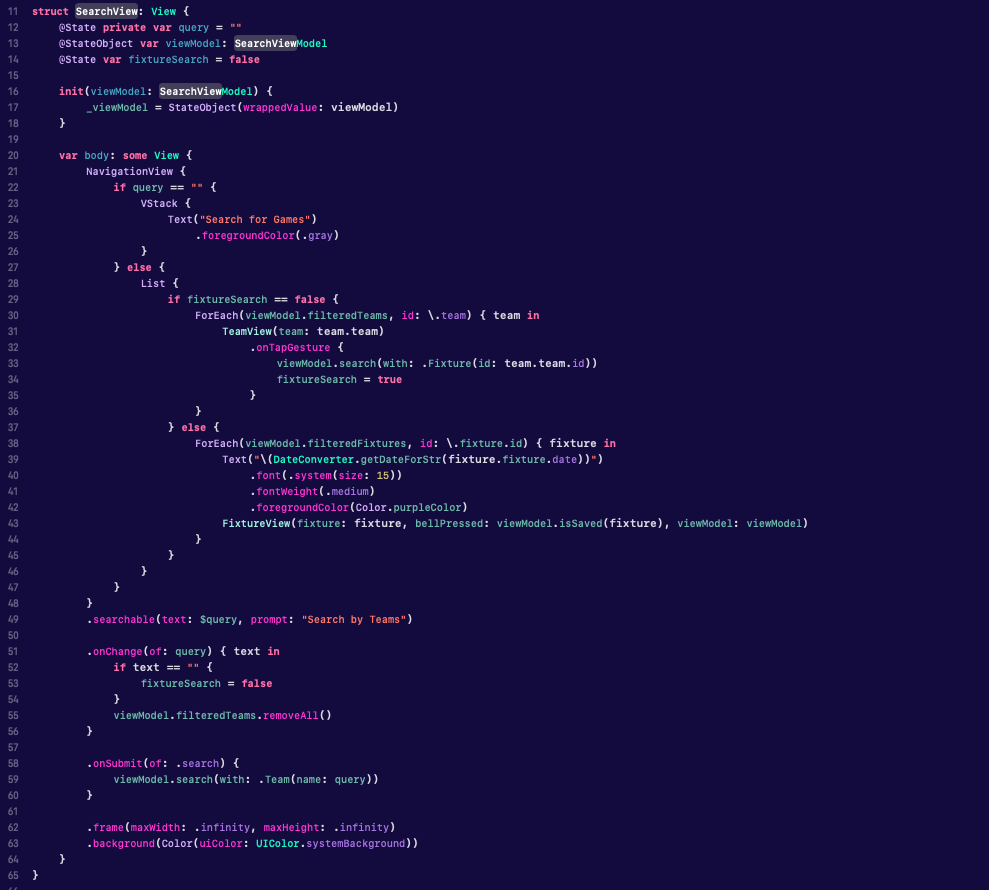 11 struct SearchView: View {
12     @State private var query = ""
13     @StateObject var viewModel: SearchViewModel
14     @State var fixtureSearch = false
15
16     init(viewModel: SearchViewModel) {
17         _viewModel = StateObject(wrappedValue: viewModel)
18     }
19
20     var body: some View {
21         NavigationView {
22             if query == "" {
23                 VStack {
24                     Text("Search for Games")
25                         .foregroundColor(.gray)
26                 }
27             } else {
28                 List {
29                     if fixtureSearch == false {
30                         ForEach(viewModel.filteredTeams, id: \.team) { team in
31                             TeamView(team: team.team)
32                                 .onTapGesture {
33                                     viewModel.search(with: .Fixture(id: team.team.id))
34                                     fixtureSearch = true
35                                 }
36                         }
37                     } else {
38                         ForEach(viewModel.filteredFixtures, id: \.fixture.id) { fixture in
39                             Text("\(DateConverter.getDateForStr(fixture.fixture.date))")
40                                 .font(.system(size: 15))
41                                 .fontWeight(.medium)
42                                 .foregroundColor(Color.purpleColor)
43                             FixtureView(fixture: fixture, bellPressed: viewModel.isSaved(fixture), viewModel: viewModel)
44                         }
45                     }
46                 }
47             }
48         }
49         .searchable(text: $query, prompt: "Search by Teams")
50
51         .onChange(of: query) { text in
52             if text == "" {
53                 fixtureSearch = false
54             }
55             viewModel.filteredTeams.removeAll()
56         }
57
58         .onSubmit(of: .search) {
59             viewModel.search(with: .Team(name: query))
60         }
61
62         .frame(maxWidth: .infinity, maxHeight: .infinity)
63         .background(Color(uiColor: UIColor.systemBackground))
64     }
65 }